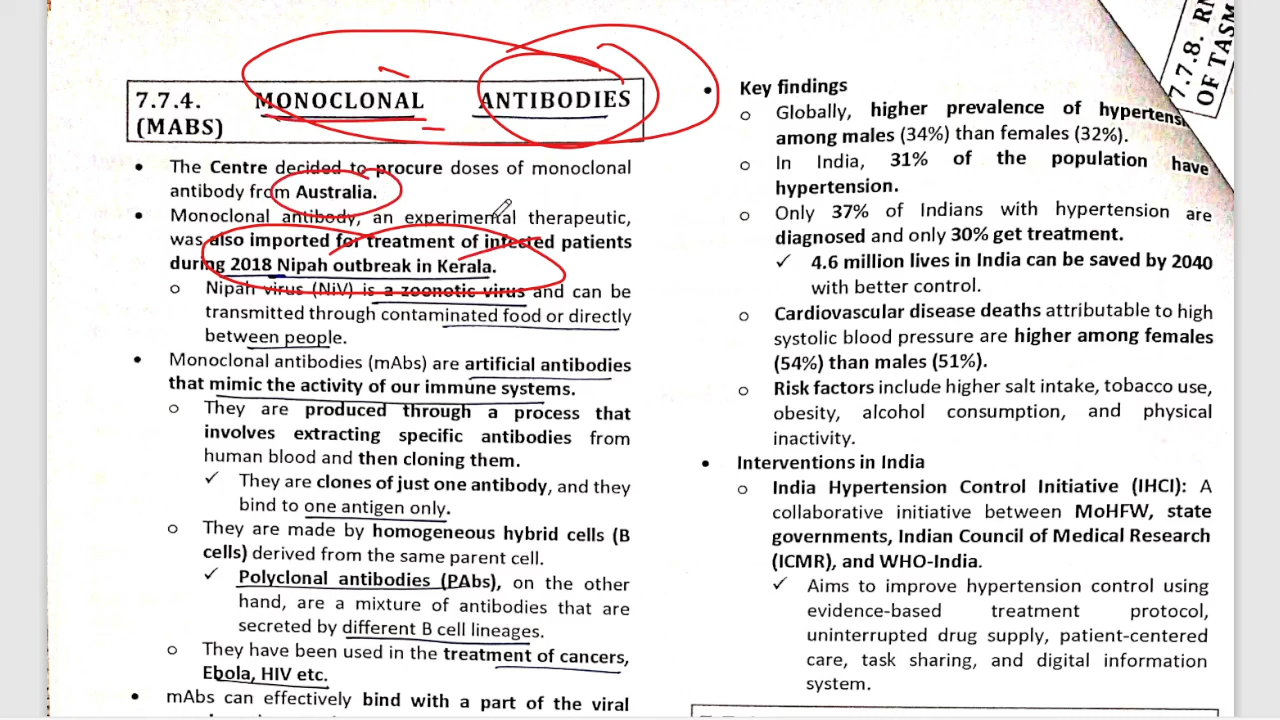 7.7.4. MONOCLONAL ANTIBODIES
(MABS)
• The Centre decided to procure doses of monoclonal
antibody from Australia.
• Monoclonal antibody, an experimental therapeutic,
was also imported for treatment of infected patients
during 2018 Nipah outbreak in Kerala.
o Nipah virus (NiV) is a zoonotic virus and can be
transmitted through contaminated food or directly
between people.
• Monoclonal antibodies (mAbs) are artificial antibodies
that mimic the activity of our immune systems.
o They are produced through a process that
involves extracting specific antibodies from
human blood and then cloning them.
✓ They are clones of just one antibody, and they
bind to one antigen only.
o They are made by homogeneous hybrid cells (B
cells) derived from the same parent cell.
✓ Polyclonal antibodies (PAbs), on the other
hand, are a mixture of antibodies that are
secreted by different B cell lineages.
o They have been used in the treatment of cancers,
Ebola, HIV etc.
• mAbs can effectively bind with a part of the viral
• Key findings
o Globally, higher prevalence of hypertens
among males (34%) than females (32%).
o In India, 31% of the population have
hypertension.
o Only 37% of Indians with hypertension are
diagnosed and only 30% get treatment.
✓ 4.6 million lives in India can be saved by 2040
with better control.
o Cardiovascular disease deaths attributable to high
systolic blood pressure are higher among females
(54%) than males (51%).
o Risk factors include higher salt intake, tobacco use,
obesity, alcohol consumption, and physical
inactivity.
• Interventions in India
o India Hypertension Control Initiative (IHCI): A
collaborative initiative between MoHFW, state
governments, Indian Council of Medical Research
(ICMR), and WHO-India.
✓ Aims to improve hypertension control using
evidence-based treatment protocol,
uninterrupted drug supply, patient-centered
care, task sharing, and digital information
system.
7.7.8. RN
OF TASM